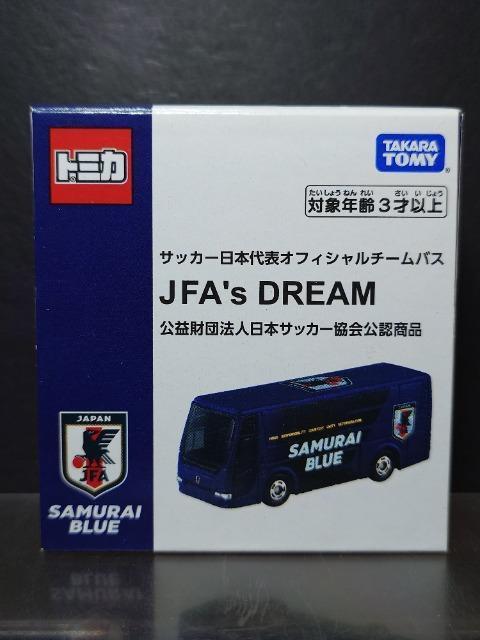 トミカ
TAKARA
TOMY
たいしょうねんれい さいいじょう
対象年齢3才以上
サッカー日本代表オフィシャルチームバス
JFA's DREAM
公益財団法人日本サッカー協会公認商品
SAMURAI
BLUE
JAPAN
JFA
SAMURAI
BLUE